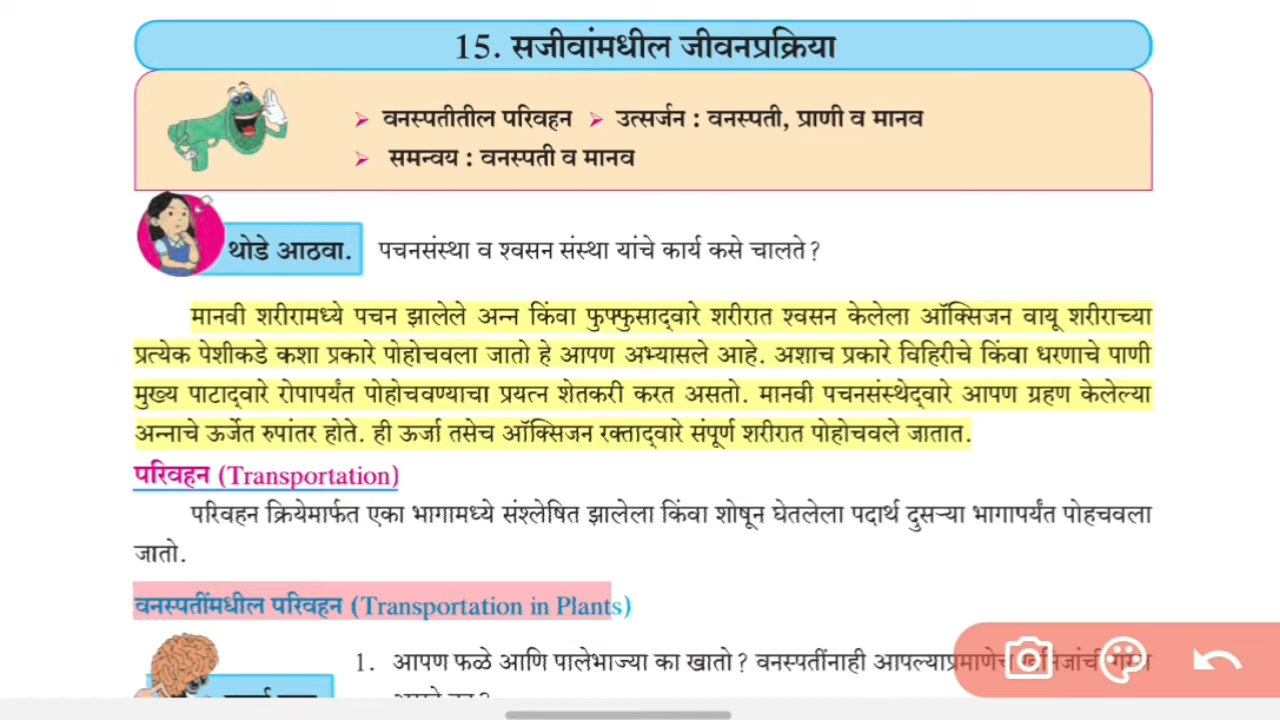 15. सजीवांमधील जीवनप्रक्रिया
➤ वनस्पतीतील परिवहन ➤ उत्सर्जन : वनस्पती, प्राणी व मानव
➤ समन्वय : वनस्पती व मानव
थोडे आठवा. पचनसंस्था व श्वसन संस्था यांचे कार्य कसे चालते ?
मानवी शरीरामध्ये पचन झालेले अन्न किंवा फुफ्फुसाद्वारे शरीरात श्वसन केलेला ऑक्सिजन वायू शरीराच्या
प्रत्येक पेशीकडे कशा प्रकारे पोहोचवला जातो हे आपण अभ्यासले आहे. अशाच प्रकारे विहिरीचे किंवा धरणाचे पाणी
मुख्य पाटाद्वारे रोपापर्यंत पोहोचवण्याचा प्रयत्न शेतकरी करत असतो. मानवी पचनसंस्थेद्वारे आपण ग्रहण केलेल्या
अन्नाचे ऊर्जेत रुपांतर होते. ही ऊर्जा तसेच ऑक्सिजन रक्ताद्वारे संपूर्ण शरीरात पोहोचवले जातात.
परिवहन (Transportation)
परिवहन क्रियेमार्फत एका भागामध्ये संश्लेषित झालेला किंवा शोषून घेतलेला पदार्थ दुसऱ्या भागापर्यंत पोहचवला
जातो.
वनस्पतींमधील परिवहन (Transportation in Plants)
1. आपण फळे आणि पालेभाज्या का खातो ? वनस्पतींनाही आपल्याप्रमाणेच